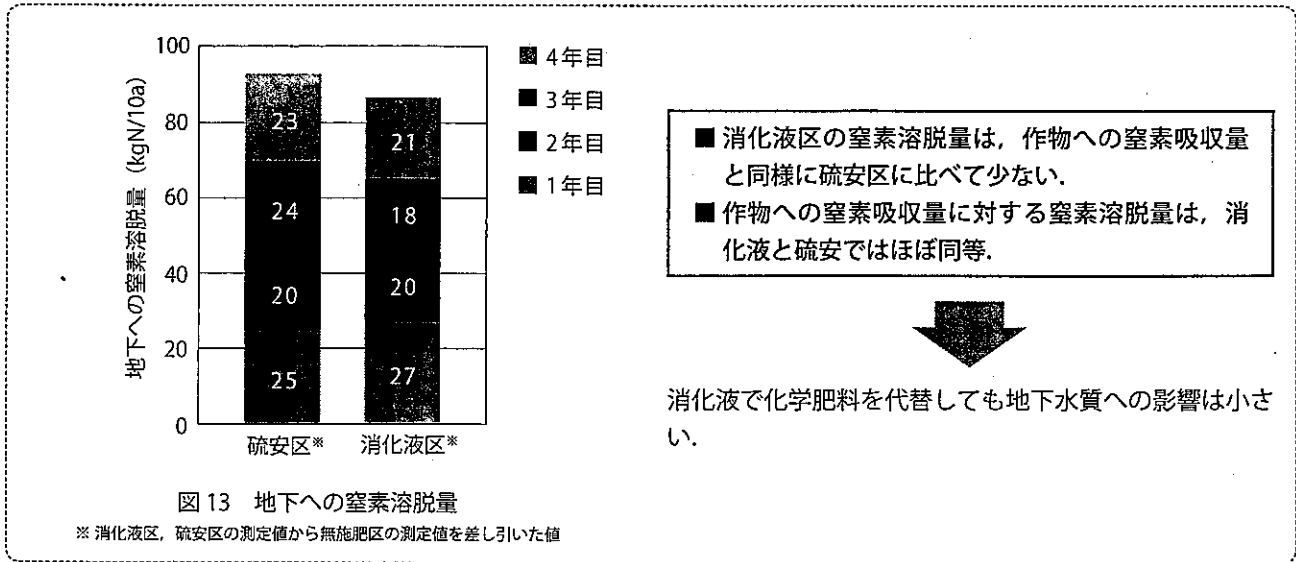 100
80
60
40
20
0
地下への窒素溶脱量 (kgN/10a)
23
24
20
25
21
18
20
27
硫安区※
消化液区※
■ 4年目
■ 3年目
■ 2年目
■ 1年目
図13 地下への窒素溶脱量
※ 消化液区，硫安区の測定値から無施肥区の測定値を差し引いた値
■ 消化液区の窒素溶脱量は，作物への窒素吸収量
と同様に硫安区に比べて少ない．
■ 作物への窒素吸収量に対する窒素溶脱量は，消
化液と硫安ではほぼ同等．
消化液で化学肥料を代替しても地下水質への影響は小さ
い．